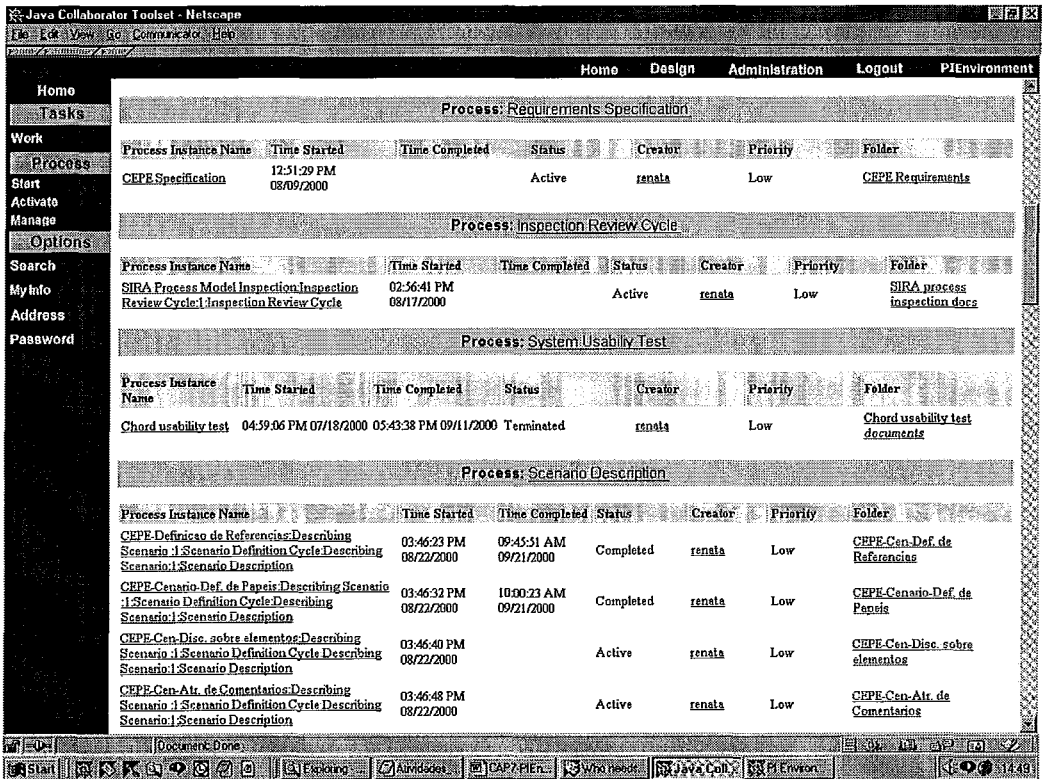 Java Collaborator Toolset - Netscape
File Edit View Go Communicator Help
Home Design Administration Logout PIEnvironment
Home
Tasks
Work
Process
Start
Activate
Manage
Options
Search
My Info
Address
Password
Process: Requirements Specification
Process Instance Name Time Started Time Completed Status Creator Priority Folder
CEPE Specification 12:51:29 PM 08/09/2000 Active renata Low CEPE Requirements
Process: Inspection Review Cycle
Process Instance Name Time Started Time Completed Status Creator Priority Folder
SIRA Process Model Inspection:Inspection
Review Cycle:1:Inspection Review Cycle
02:56:41 PM
08/17/2000
Active renata Low
SIRA process
inspection docs
Process: System Usabiliy Test
Process Instance
Name
Time Started Time Completed Status Creator Priority Folder
Chord usability test 04:59:06 PM 07/18/2000 05:43:38 PM 09/11/2000 Terminated renata Low
Chord usability test
documents
Process: Scenario Description
Process Instance Name Time Started Time Completed Status Creator Priority Folder
CEPE-Definicao de Referencias:Describing
Scenario :1:Scenario Definition Cycle:Describing
Scenario:1:Scenario Description
03:46:23 PM
08/22/2000
09:45:51 AM
09/21/2000
Completed renata Low
CEPE-Cen-Def. de
Referencias
CEPE-Cenario-Def. de Papeis:Describing Scenario
:1:Scenario Definition Cycle:Describing
Scenario:1:Scenario Description
03:46:32 PM
08/22/2000
10:00:23 AM
09/21/2000
Completed renata Low
CEPE-Cenario-Def. de
Papeis
CEPE-Cen-Disc. sobre elementos:Describing
Scenario :1:Scenario Definition Cycle:Describing
Scenario:1:Scenario Description
03:46:40 PM
08/22/2000
Active renata Low
CEPE-Cen-Disc. sobre
elementos
CEPE-Cen-Atr. de Comentarios:Describing
Scenario :1:Scenario Definition Cycle:Describing
Scenario:1:Scenario Description
03:46:48 PM
08/22/2000
Active renata Low
CEPE-Cen-Atr. de
Comentarios
Document: Done
Start Exploring ... Atividades ... CAP7-PIEn... Who needs... Java Coll... PI Environ... 14:49